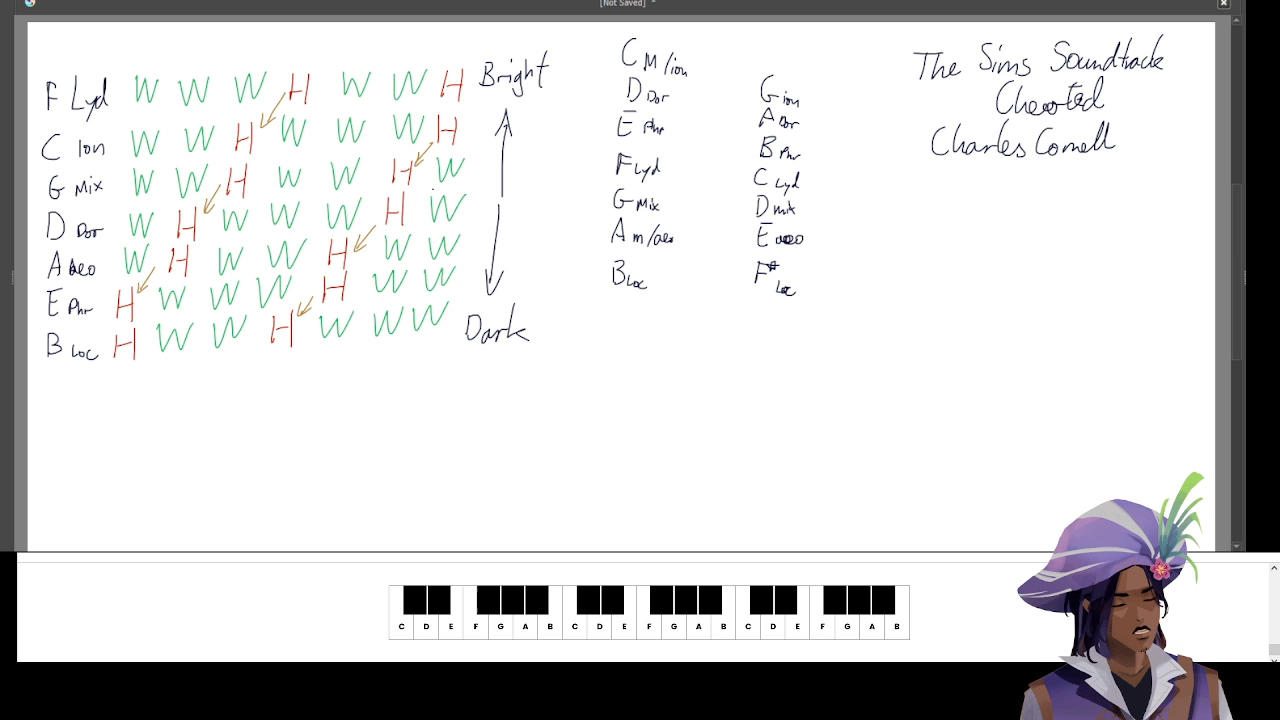 [Not Saved] *
F Lyd W W W H W W H Bright
C Ion W W H W W W H
G Mix W W H W W H W
D Dor W H W W W H W
A Aeo W H W W H W W
E Phr H W W W H W W
B Loc H W W H W W W Dark
C M/ion
D Dor
E Phr
F Lyd
G Mix
A m/aeo
B Loc
G ion
A Dor
B Phr
C Lyd
D mix
E aeo
F# Loc
The Sims Soundtrack
Charles Cornell
C D E F G A B C D E F G A B C D E F G A B